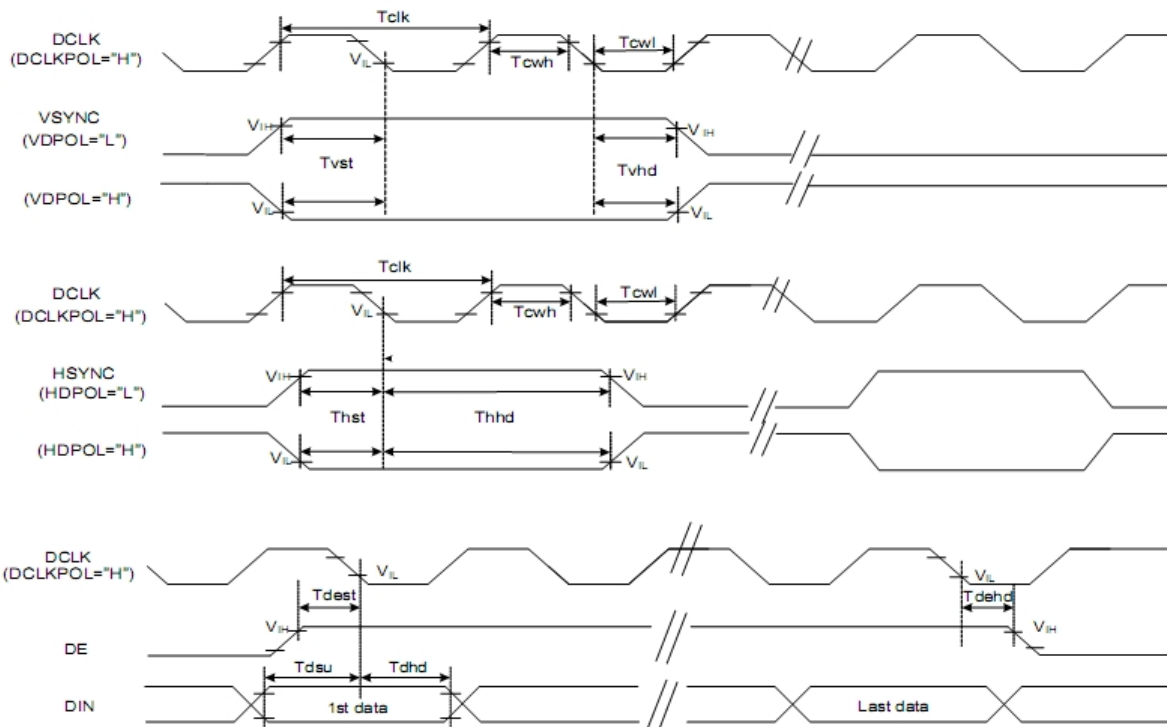 Tclk
DCLK
(DCLKPOL="H")
VIL
Tcwh
Tcwl
VSYNC
(VDPOL="L")
VIH
VIH
Tvst
Tvhd
(VDPOL="H")
VIL
VIL
Tclk
DCLK
(DCLKPOL="H")
VIL
Tcwh
Tcwl
HSYNC
(HDPOL="L")
VIH
VIH
Thst
Thhd
(HDPOL="H")
VIL
VIL
DCLK
(DCLKPOL="H")
VIL
VIL
Tdest
Tdehd
VIH
VIH
DE
Tdsu
Tdhd
DIN
1st data
Last data